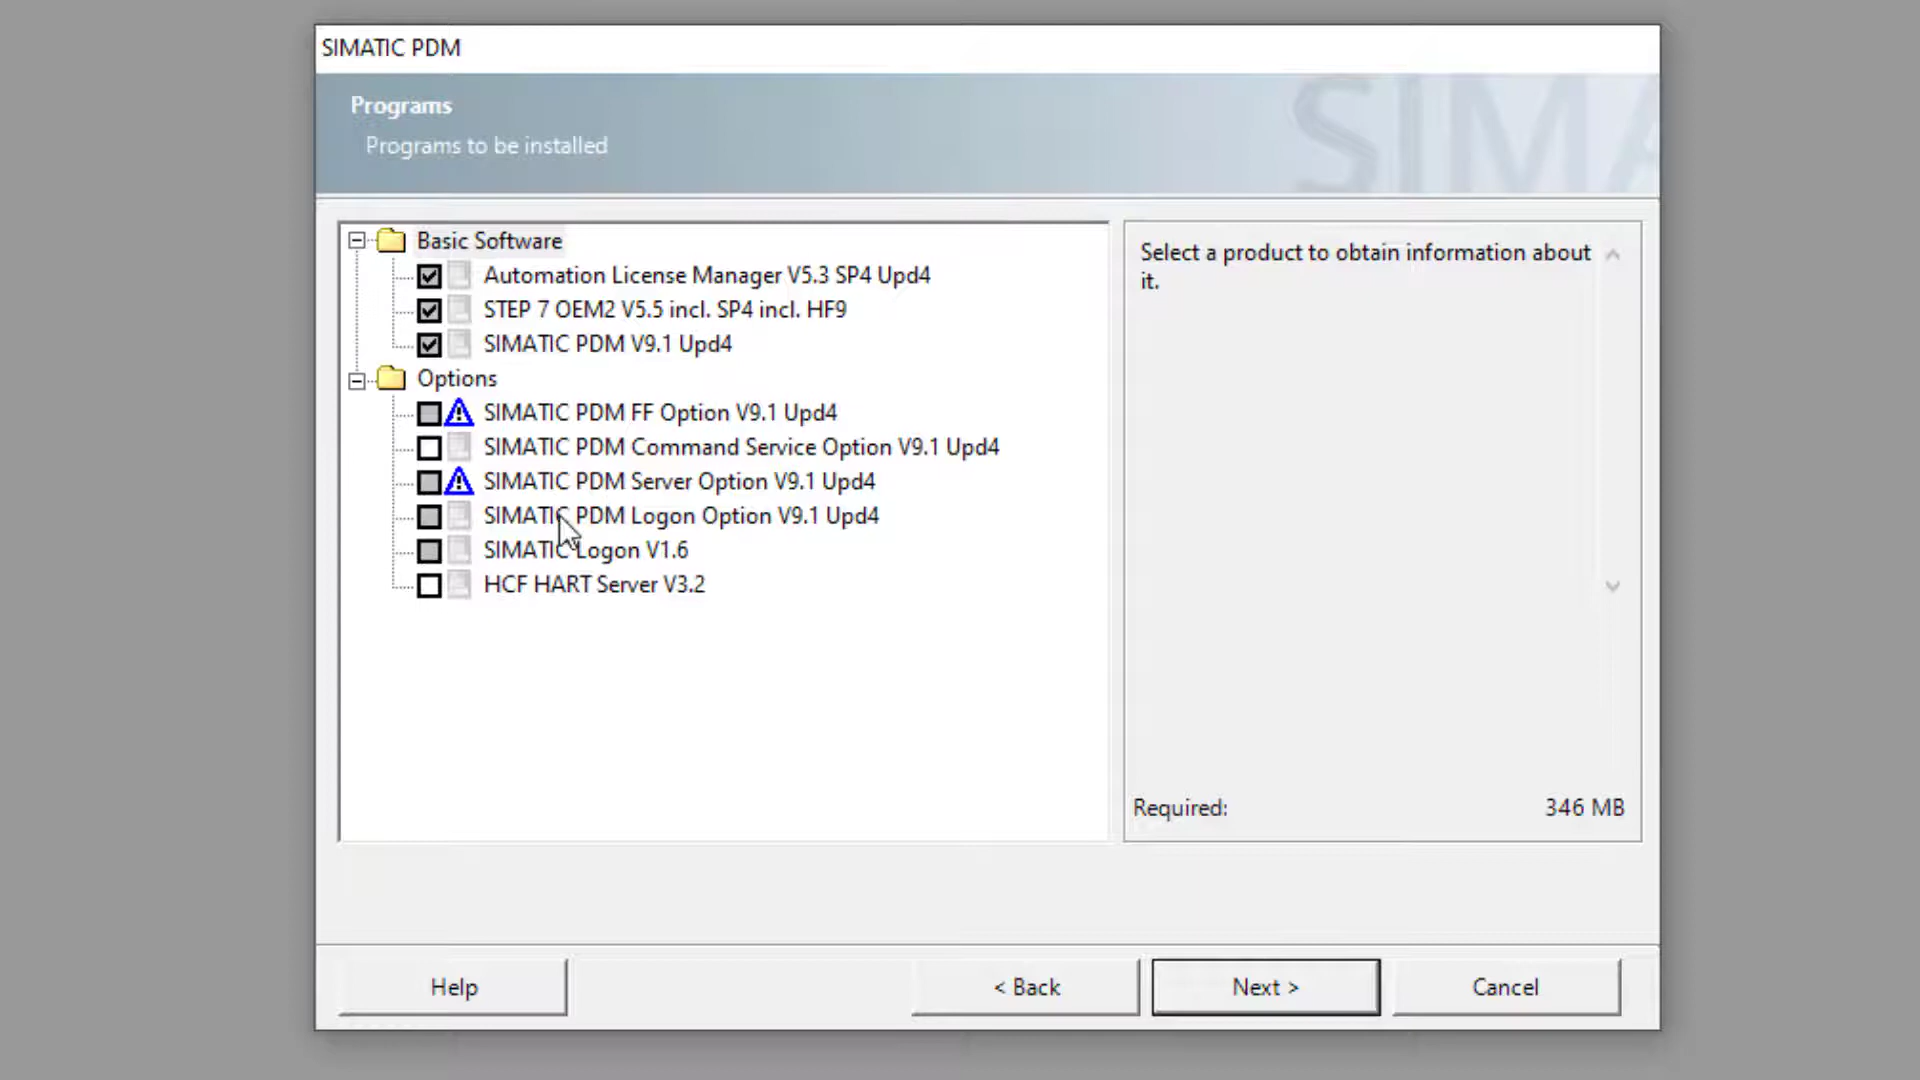 SIMATIC PDM
Programs
Programs to be installed
SIMA
Basic Software
Automation License Manager V5.3 SP4 Upd4
STEP 7 OEM2 V5.5 incl. SP4 incl. HF9
SIMATIC PDM V9.1 Upd4
Options
SIMATIC PDM FF Option V9.1 Upd4
SIMATIC PDM Command Service Option V9.1 Upd4
SIMATIC PDM Server Option V9.1 Upd4
SIMATIC PDM Logon Option V9.1 Upd4
SIMATIC Logon V1.6
HCF HART Server V3.2
Select a product to obtain information about
it.
Required: 346 MB
Help
< Back
Next >
Cancel